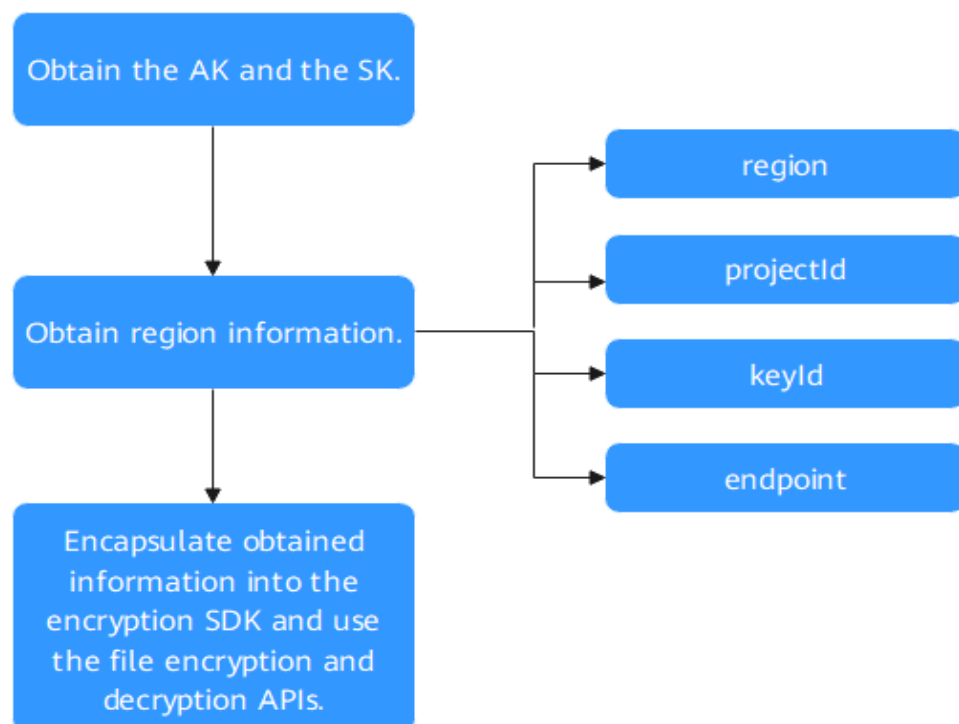 Obtain the AK and the SK.
region
projectId
Obtain region information.
keyId
endpoint
Encapsulate obtained
information into the
encryption SDK and use
the file encryption and
decryption APIs.